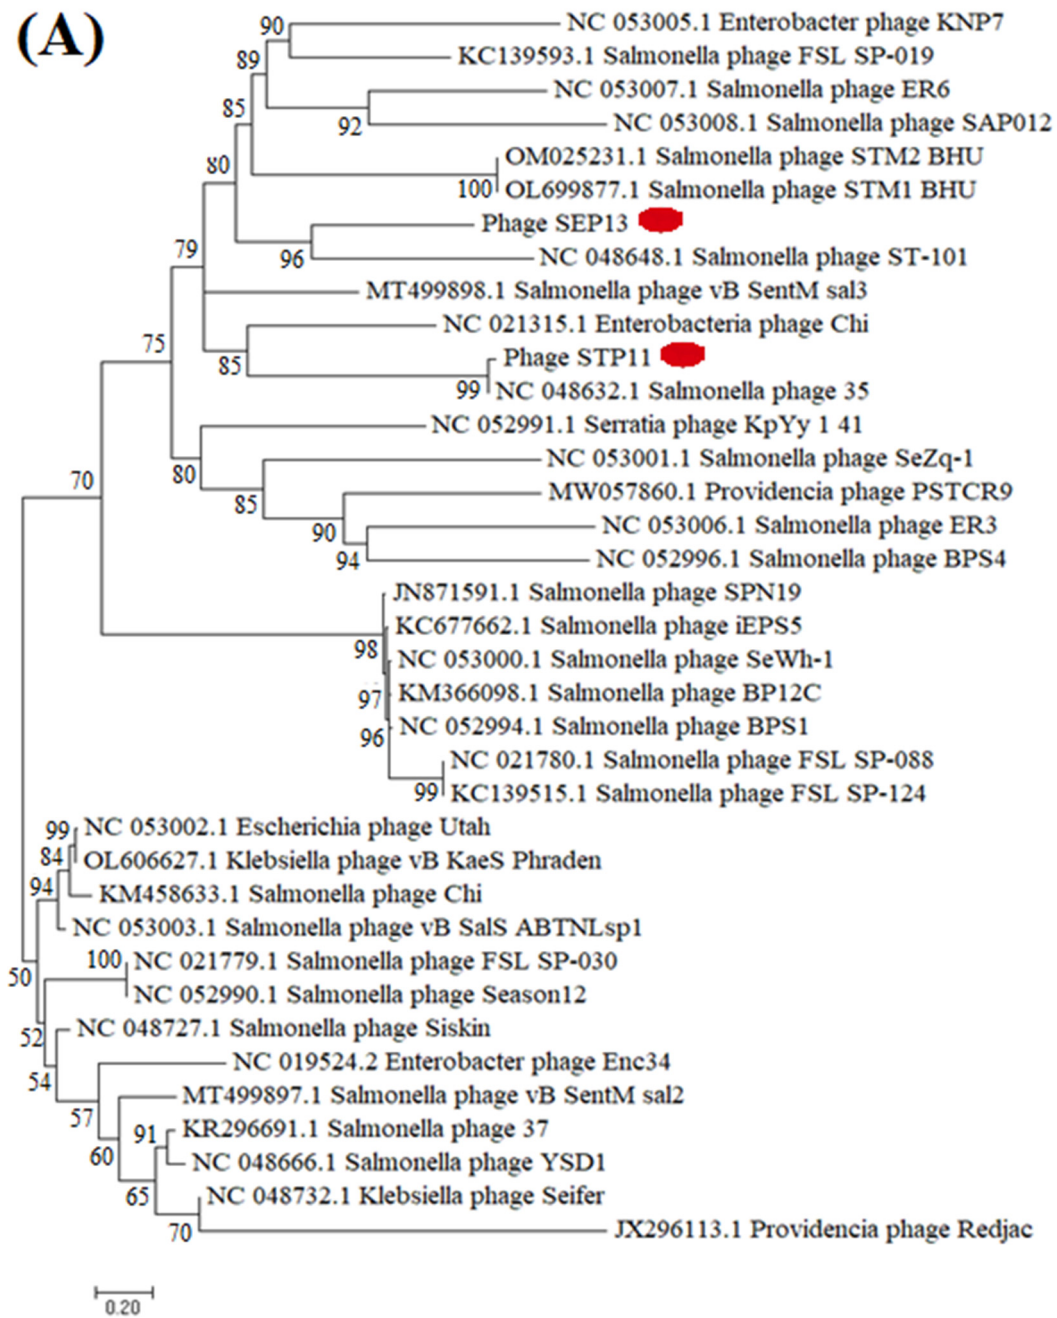 (A)
90
NC 053005.1 Enterobacter phage KNP7
KC139593.1 Salmonella phage FSL SP-019
89
NC 053007.1 Salmonella phage ER6
85
92
NC 053008.1 Salmonella phage SAP012
OM025231.1 Salmonella phage STM2 BHU
80
100
OL699877.1 Salmonella phage STM1 BHU
Phage SEP13
79
96
NC 048648.1 Salmonella phage ST-101
MT499898.1 Salmonella phage vB SentM sal3
NC 021315.1 Enterobacteria phage Chi
75
85
Phage STP11
99
NC 048632.1 Salmonella phage 35
NC 052991.1 Serratia phage KpYy 1 41
70
80
NC 053001.1 Salmonella phage SeZq-1
85
MW057860.1 Providencia phage PSTCR9
90
NC 053006.1 Salmonella phage ER3
94
NC 052996.1 Salmonella phage BPS4
JN871591.1 Salmonella phage SPN19
KC677662.1 Salmonella phage iEPS5
98
NC 053000.1 Salmonella phage SeWh-1
97
KM366098.1 Salmonella phage BP12C
96
NC 052994.1 Salmonella phage BPS1
NC 021780.1 Salmonella phage FSL SP-088
99
KC139515.1 Salmonella phage FSL SP-124
99
NC 053002.1 Escherichia phage Utah
84
OL606627.1 Klebsiella phage vB KaeS Phraden
94
KM458633.1 Salmonella phage Chi
NC 053003.1 Salmonella phage vB SalS ABTNLsp1
50
100
NC 021779.1 Salmonella phage FSL SP-030
NC 052990.1 Salmonella phage Season12
52
NC 048727.1 Salmonella phage Siskin
54
NC 019524.2 Enterobacter phage Enc34
57
MT499897.1 Salmonella phage vB SentM sal2
60
91
KR296691.1 Salmonella phage 37
NC 048666.1 Salmonella phage YSD1
65
NC 048732.1 Klebsiella phage Seifer
70
JX296113.1 Providencia phage Redjac
0.20